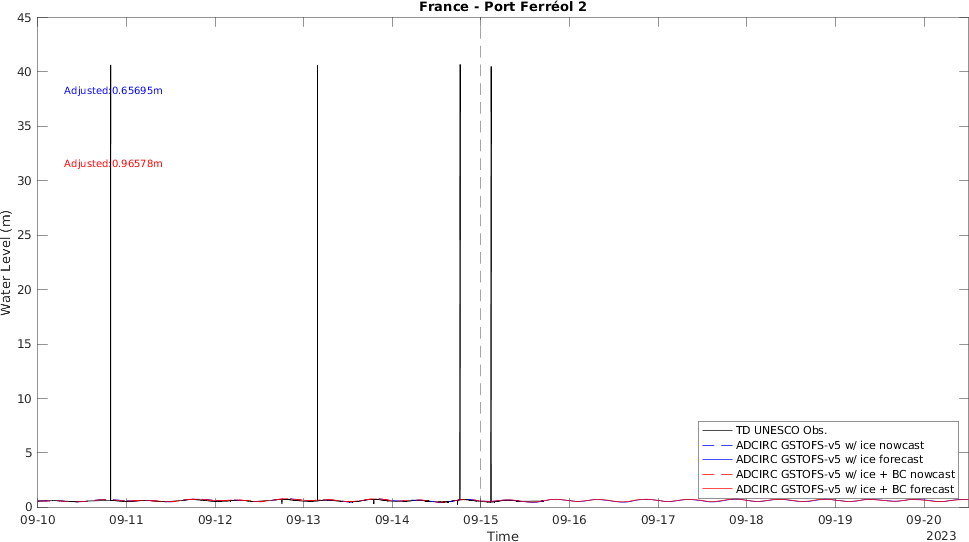 France - Port Ferréol 2
45
40
35
30
25
20
15
10
5
0
Water Level (m)
Adjusted:0.65695m
Adjusted:0.96578m
TD UNESCO Obs.
ADCIRC GSTOFS-v5 w/ ice nowcast
ADCIRC GSTOFS-v5 w/ ice forecast
ADCIRC GSTOFS-v5 w/ ice + BC nowcast
ADCIRC GSTOFS-v5 w/ ice + BC forecast
09-10 09-11 09-12 09-13 09-14 09-15 09-16 09-17 09-18 09-19 09-20
Time
2023